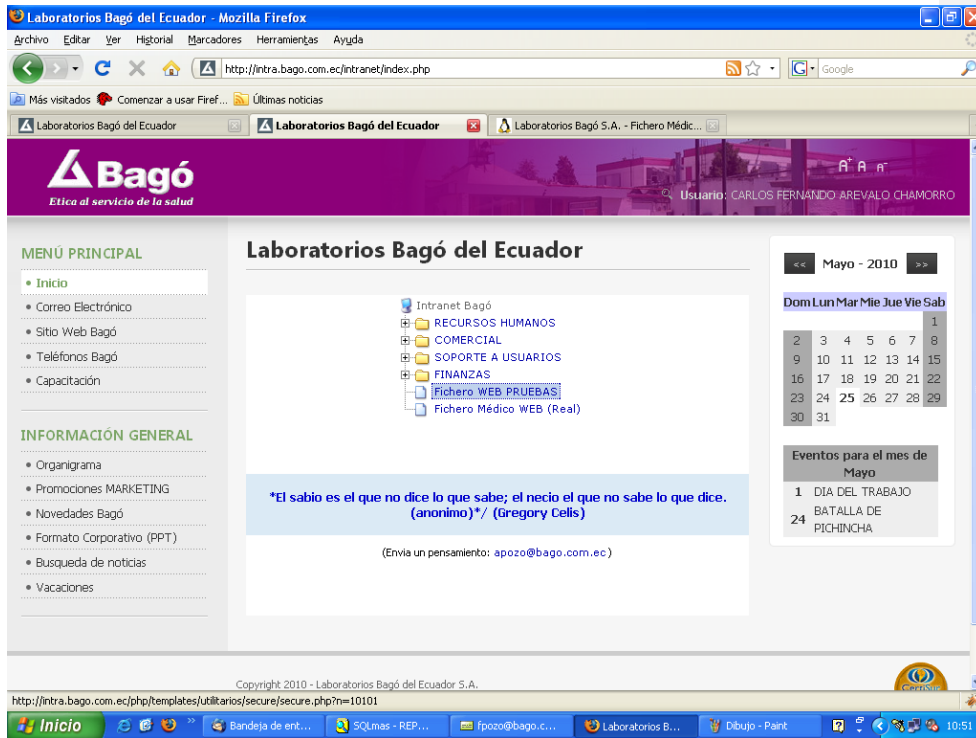 Laboratorios Bagó del Ecuador - Mozilla Firefox
Archivo Editar Ver Historial Marcadores Herramientas Ayuda
http://intra.bago.com.ec/intranet/index.php
Google
Más visitados Comenzar a usar Firef... Últimas noticias
Laboratorios Bagó del Ecuador Laboratorios Bagó del Ecuador Laboratorios Bagó S.A. - Fichero Médic...
Bagó
Etica al servicio de la salud
A+ A A-
Usuario: CARLOS FERNANDO AREVALO CHAMORRO
MENÚ PRINCIPAL
Inicio
Correo Electrónico
Sitio Web Bagó
Teléfonos Bagó
Capacitación
INFORMACIÓN GENERAL
Organigrama
Promociones MARKETING
Novedades Bagó
Formato Corporativo (PPT)
Busqueda de noticias
Vacaciones
Laboratorios Bagó del Ecuador
Intranet Bagó
RECURSOS HUMANOS
COMERCIAL
SOPORTE A USUARIOS
FINANZAS
Fichero WEB PRUEBAS
Fichero Médico WEB (Real)
*El sabio es el que no dice lo que sabe; el necio el que no sabe lo que dice.
(anonimo)*/ (Gregory Celis)
(Envia un pensamiento: apozo@bago.com.ec)
<< Mayo - 2010 >>
Dom Lun Mar Mie Jue Vie Sab
1
2 3 4 5 6 7 8
9 10 11 12 13 14 15
16 17 18 19 20 21 22
23 24 25 26 27 28 29
30 31
Eventos para el mes de
Mayo
1 DIA DEL TRABAJO
24 BATALLA DE
PICHINCHA
Copyright 2010 - Laboratorios Bagó del Ecuador S.A.
CertiSur
http://intra.bago.com.ec/php/templates/utilitarios/secure/secure.php?n=10101
Inicio Bandeja de ent... SQLmas - REP... fpozo@bago.c... Laboratorios B... Dibujo - Paint 10:51